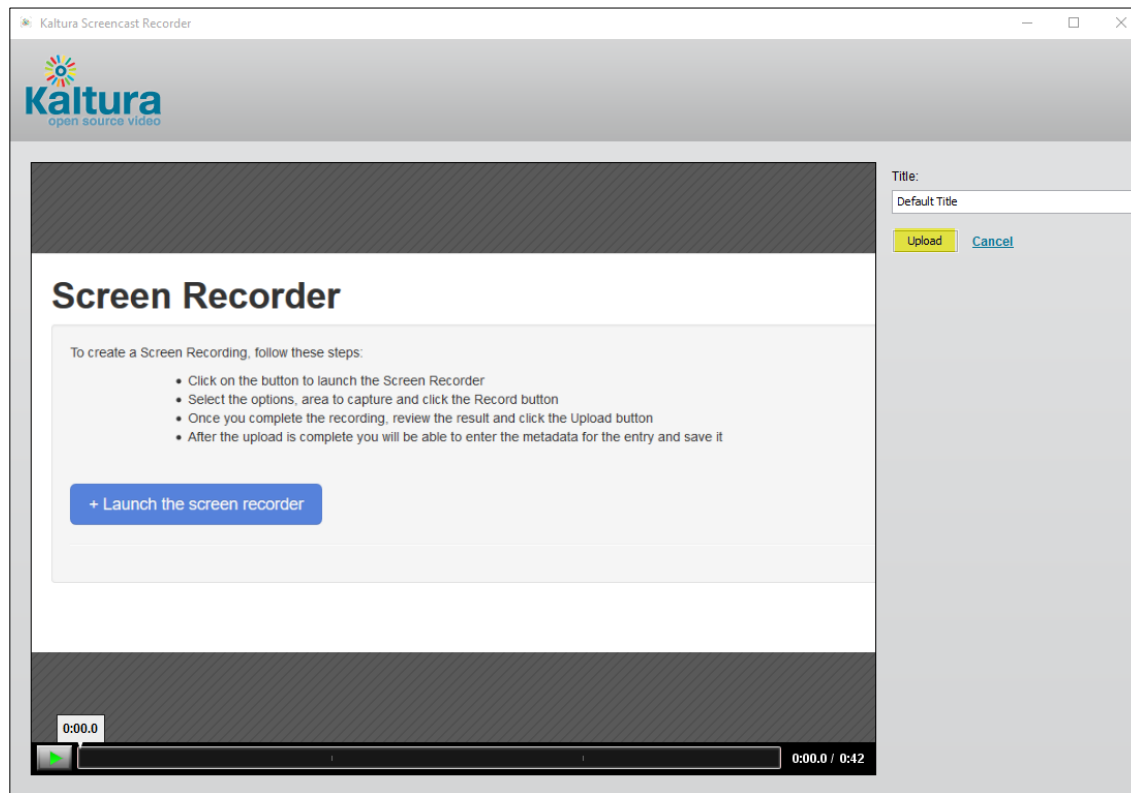 Kaltura Screencast Recorder
Kaltura
open source video
Title:
Default Title
Upload Cancel
Screen Recorder
To create a Screen Recording, follow these steps:
• Click on the button to launch the Screen Recorder
• Select the options, area to capture and click the Record button
• Once you complete the recording, review the result and click the Upload button
• After the upload is complete you will be able to enter the metadata for the entry and save it
+ Launch the screen recorder
0:00.0
0:00.0 / 0:42